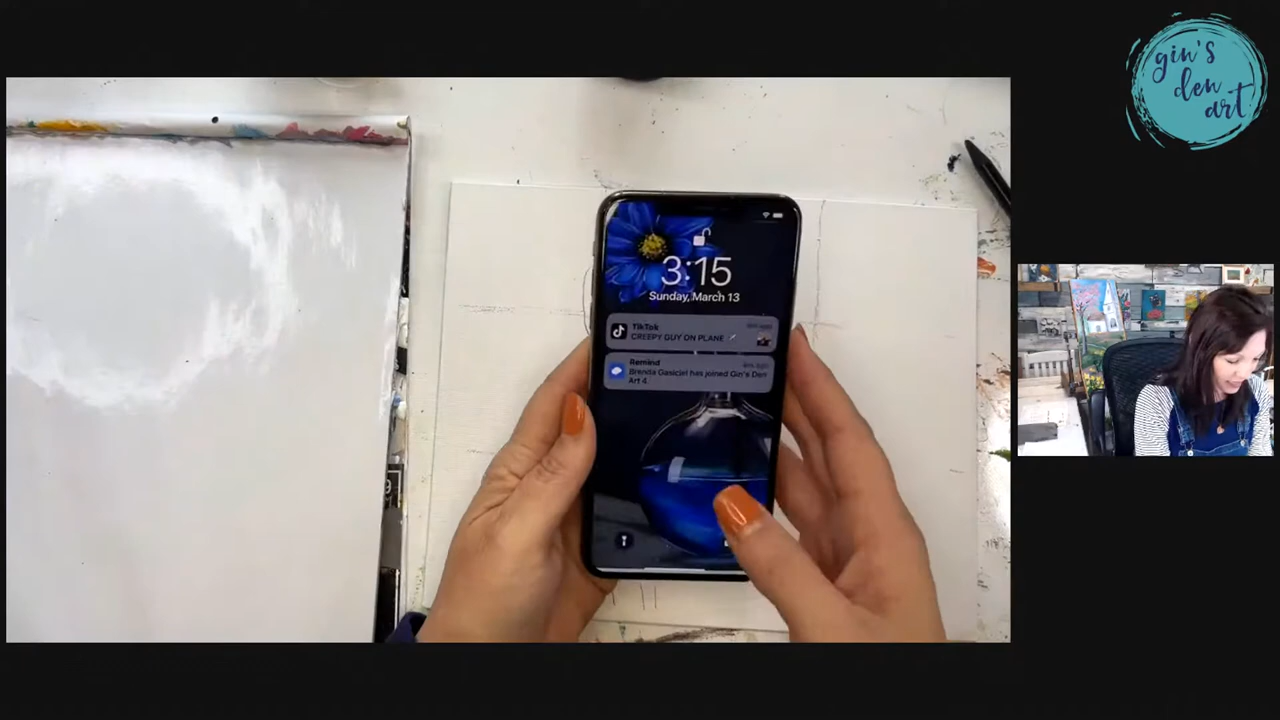 gin's
den
art
3:15
Sunday, March 13
TikTok
CREEPY GUY ON PLANE
Remind
Brenda Gasiciel has joined Gin's Den
Art 4.